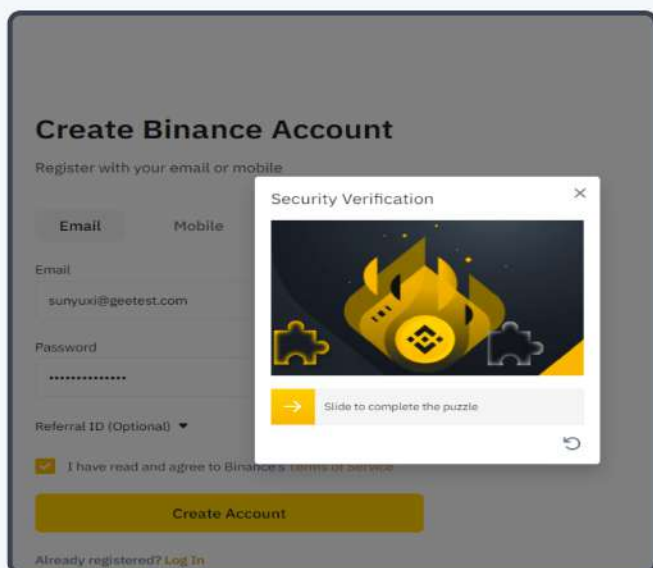 Create Binance Account
Register with your email or mobile
Email Mobile
Email
sunyuxi@geetest.com
Password
••••••••••••••
Referral ID (Optional)
I have read and agree to Binance's Terms of Service
Create Account
Already registered? Log In
Security Verification
Slide to complete the puzzle